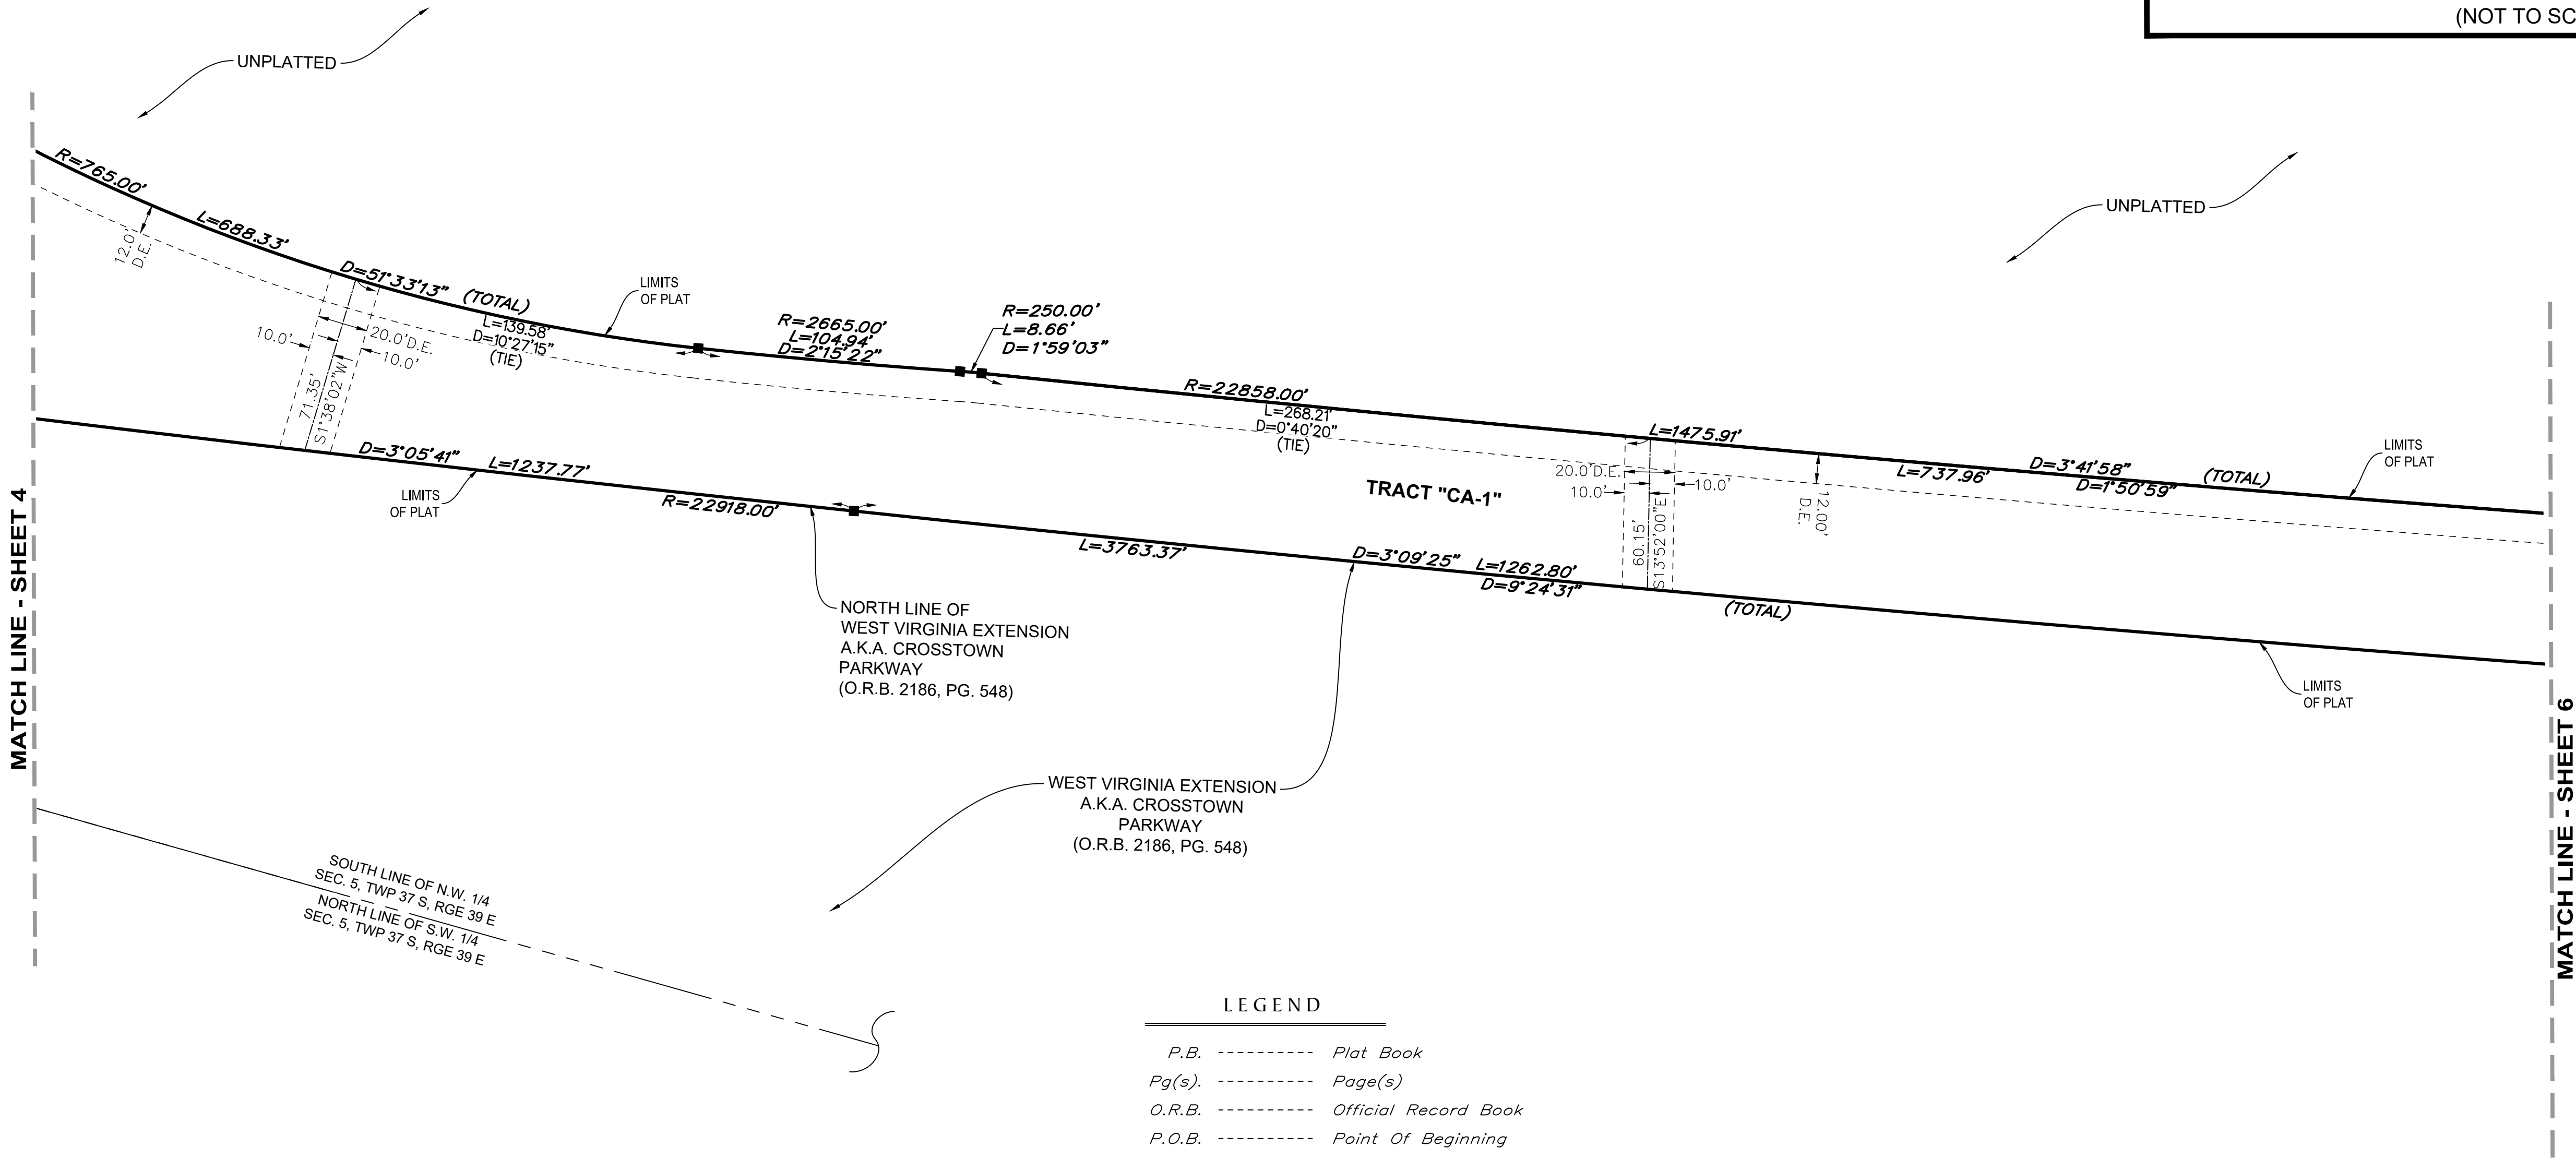 (NOT TO SC
UNPLATTED
UNPLATTED
R=765.00'
L=688.33'
D=51°33'13" (TOTAL)
12.0'
D.E.
LIMITS
OF PLAT
L=139.58'
D=10°27'15"
(TIE)
10.0'
20.0'D.E.
10.0'
71.35'
S1°38'02"W
R=2665.00'
L=104.94'
D=2°15'22"
R=250.00'
L=8.66'
D=1°59'03"
R=22858.00'
L=268.21'
D=0°40'20"
(TIE)
L=1475.91'
D=3°41'58"
(TOTAL)
L=737.96'
D=1°50'59"
LIMITS
OF PLAT
20.0'D.E.
10.0'
10.0'
60.15'
S13°52'00"E
12.00'
D.E.
TRACT "CA-1"
D=3°05'41"
L=1237.77'
LIMITS
OF PLAT
R=22918.00'
L=3763.37'
D=3°09'25"
L=1262.80'
D=9°24'31"
(TOTAL)
LIMITS
OF PLAT
NORTH LINE OF
WEST VIRGINIA EXTENSION
A.K.A. CROSSTOWN
PARKWAY
(O.R.B. 2186, PG. 548)
WEST VIRGINIA EXTENSION
A.K.A. CROSSTOWN
PARKWAY
(O.R.B. 2186, PG. 548)
MATCH LINE - SHEET 4
MATCH LINE - SHEET 6
SOUTH LINE OF N.W. 1/4
SEC. 5, TWP 37 S, RGE 39 E
NORTH LINE OF S.W. 1/4
SEC. 5, TWP 37 S, RGE 39 E
LEGEND
P.B. ---------- Plat Book
Pg(s). ---------- Page(s)
O.R.B. ---------- Official Record Book
P.O.B. ---------- Point Of Beginning